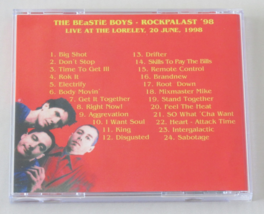 THE BEaStIE BOYS - ROCKPALAST '98
LIVE AT THE LORELEY, 20 JUNE, 1998
1. Big Shot
2. Don't Stop
3. Time To Get Ill
4. Rok It
5. Electrify
6. Body Movin'
7. Get It Together
8. Right Now!
9. Aggrevation
10. I Want Soul
11. King
12. Disgusted
13. Drifter
14. Skills To Pay The Bills
15. Remote Control
16. Brandnew
17. Root Down
18. Mixmaster Mike
19. Stand Together
20. Feel The Heat
21. SO What 'Cha Want
22. Heart - Attack Time
23. Intergalactic
24. Sabotage